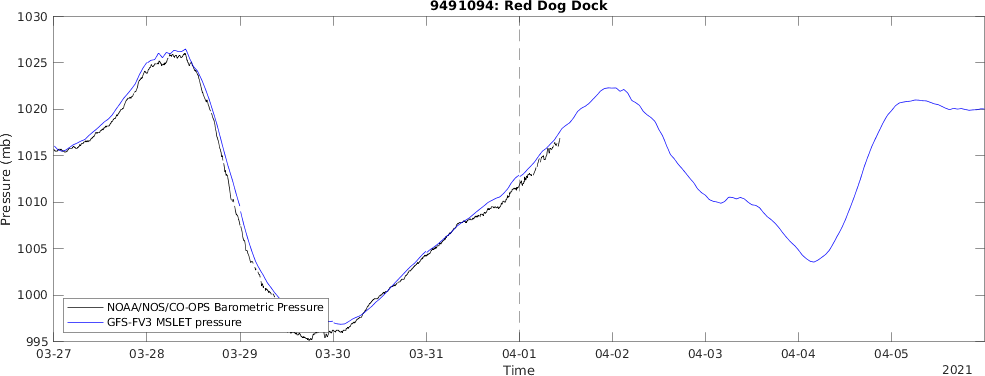 9491094: Red Dog Dock
Pressure (mb)
1030
1025
1020
1015
1010
1005
1000
995
NOAA/NOS/CO-OPS Barometric Pressure
GFS-FV3 MSLET pressure
03-27 03-28 03-29 03-30 03-31 04-01 04-02 04-03 04-04 04-05
Time
2021